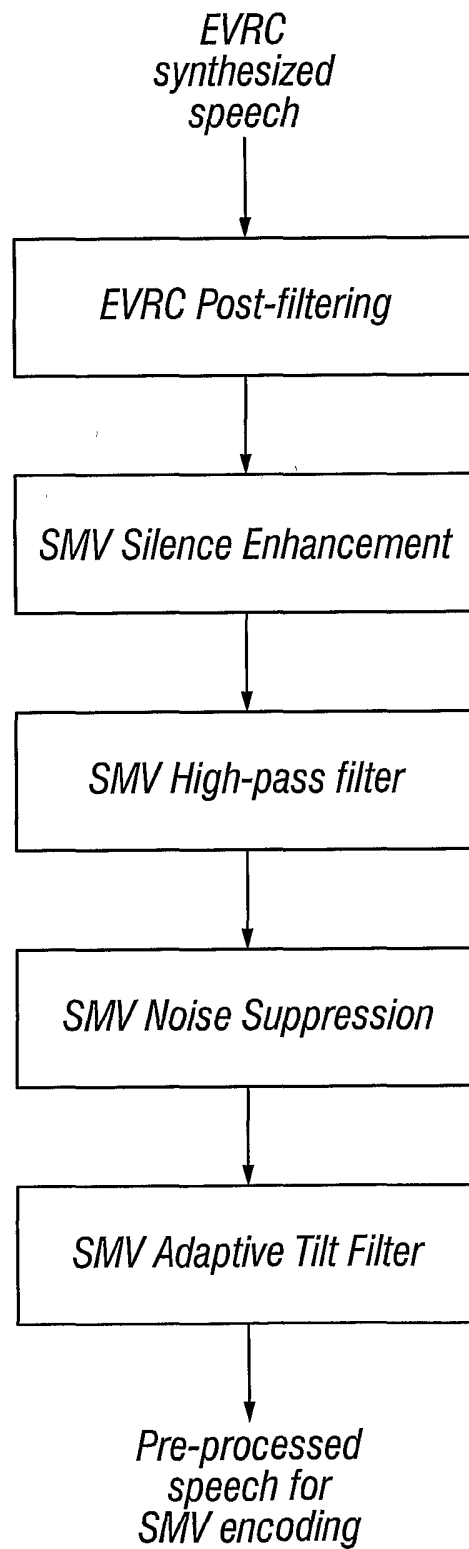 EVRC
synthesized
speech
EVRC Post-filtering
SMV Silence Enhancement
SMV High-pass filter
SMV Noise Suppression
SMV Adaptive Tilt Filter
Pre-processed
speech for
SMV encoding